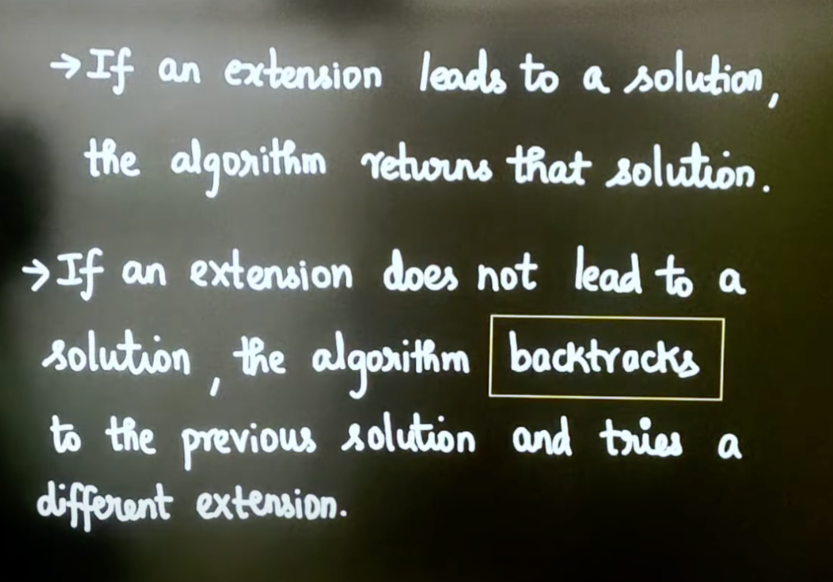 → If an extension leads to a solution,
the algorithm returns that solution.
→ If an extension does not lead to a
solution, the algorithm backtracks
to the previous solution and tries a
different extension.